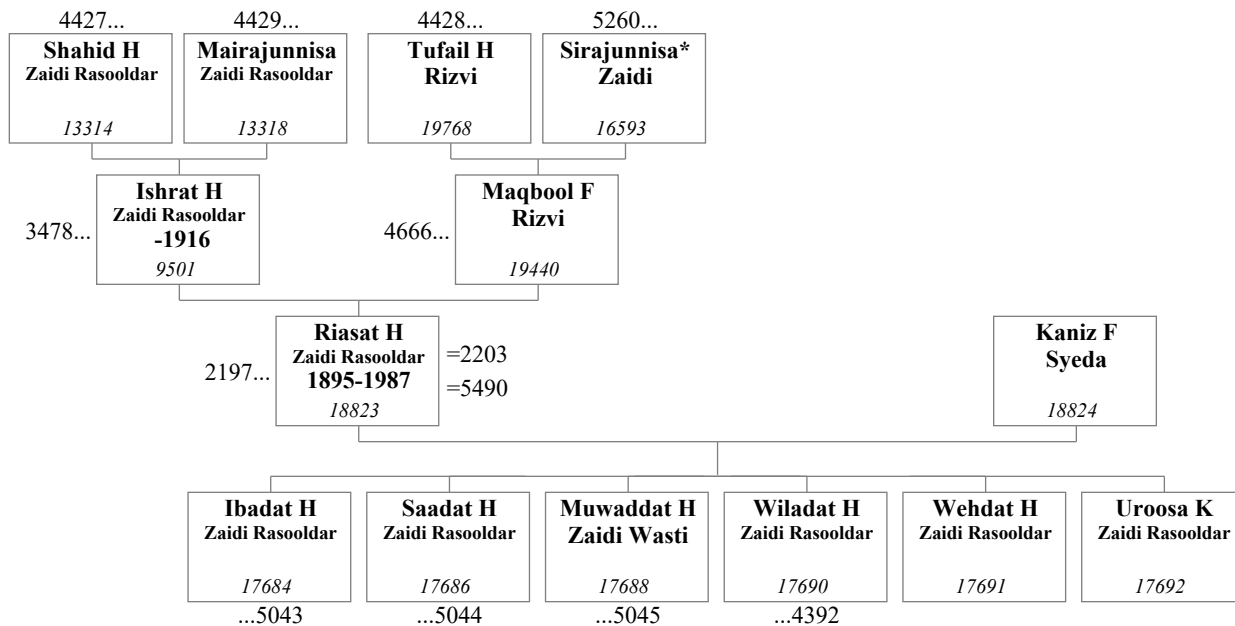 4427...
4429...
4428...
5260...
Shahid H
Zaidi Rasooldar
13314
Mairajunnisa
Zaidi Rasooldar
13318
Tufail H
Rizvi
19768
Sirajunnisa*
Zaidi
16593
3478...
Ishrat H
Zaidi Rasooldar
-1916
9501
4666...
Maqbool F
Rizvi
19440
2197...
Riasat H
Zaidi Rasooldar
1895-1987
18823
=2203
=5490
Kaniz F
Syeda
18824
Ibadat H
Zaidi Rasooldar
17684
...5043
Saadat H
Zaidi Rasooldar
17686
...5044
Muwaddat H
Zaidi Wasti
17688
...5045
Wiladat H
Zaidi Rasooldar
17690
...4392
Wehdat H
Zaidi Rasooldar
17691
Uroosa K
Zaidi Rasooldar
17692